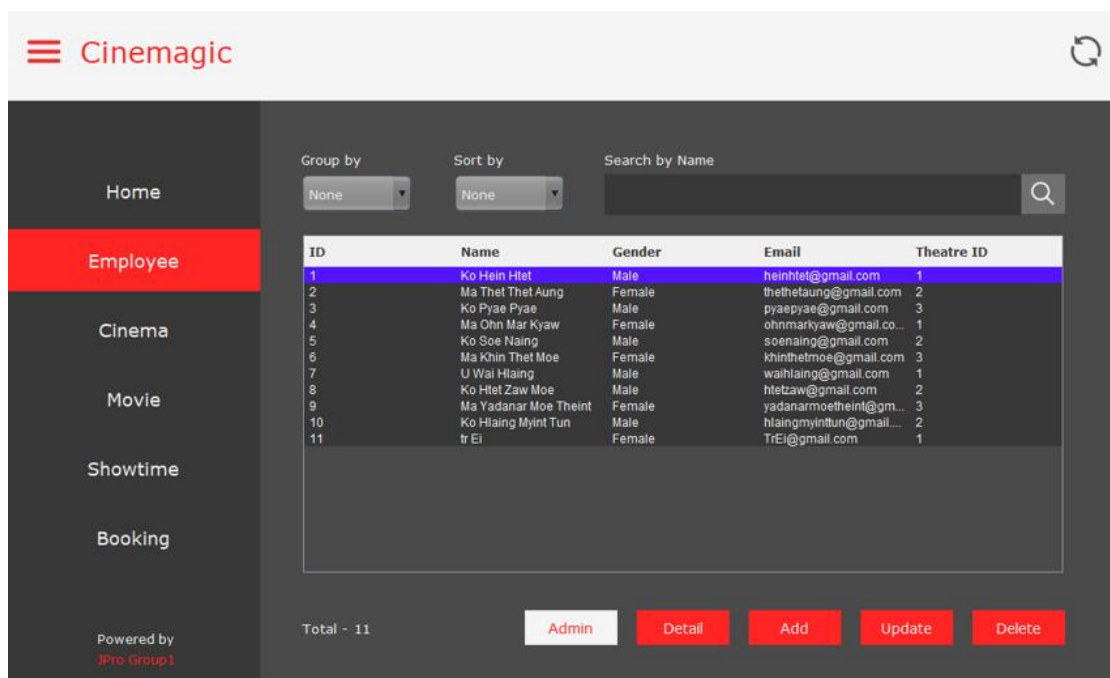 Cinemagic
Home
Employee
Cinema
Movie
Showtime
Booking
Powered by
JPro Group1
Group by Sort by Search by Name
None None
ID Name Gender Email Theatre ID
1 Ko Hein Htet Male heinhtet@gmail.com 1
2 Ma Thet Thet Aung Female thethetaung@gmail.com 2
3 Ko Pyae Pyae Male pyaepyae@gmail.com 3
4 Ma Ohn Mar Kyaw Female ohnmarkyaw@gmail.co... 1
5 Ko Soe Naing Male soenaing@gmail.com 2
6 Ma Khin Thet Moe Female khinthetmoe@gmail.com 3
7 U Wai Hlaing Male waihlaing@gmail.com 1
8 Ko Htet Zaw Moe Male htetzaw@gmail.com 2
9 Ma Yadanar Moe Theint Female yadanarmoetheint@gm... 3
10 Ko Hlaing Myint Tun Male hlaingmyinttun@gmail.... 2
11 tr Ei Female TrEi@gmail.com 1
Total - 11 Admin Detail Add Update Delete